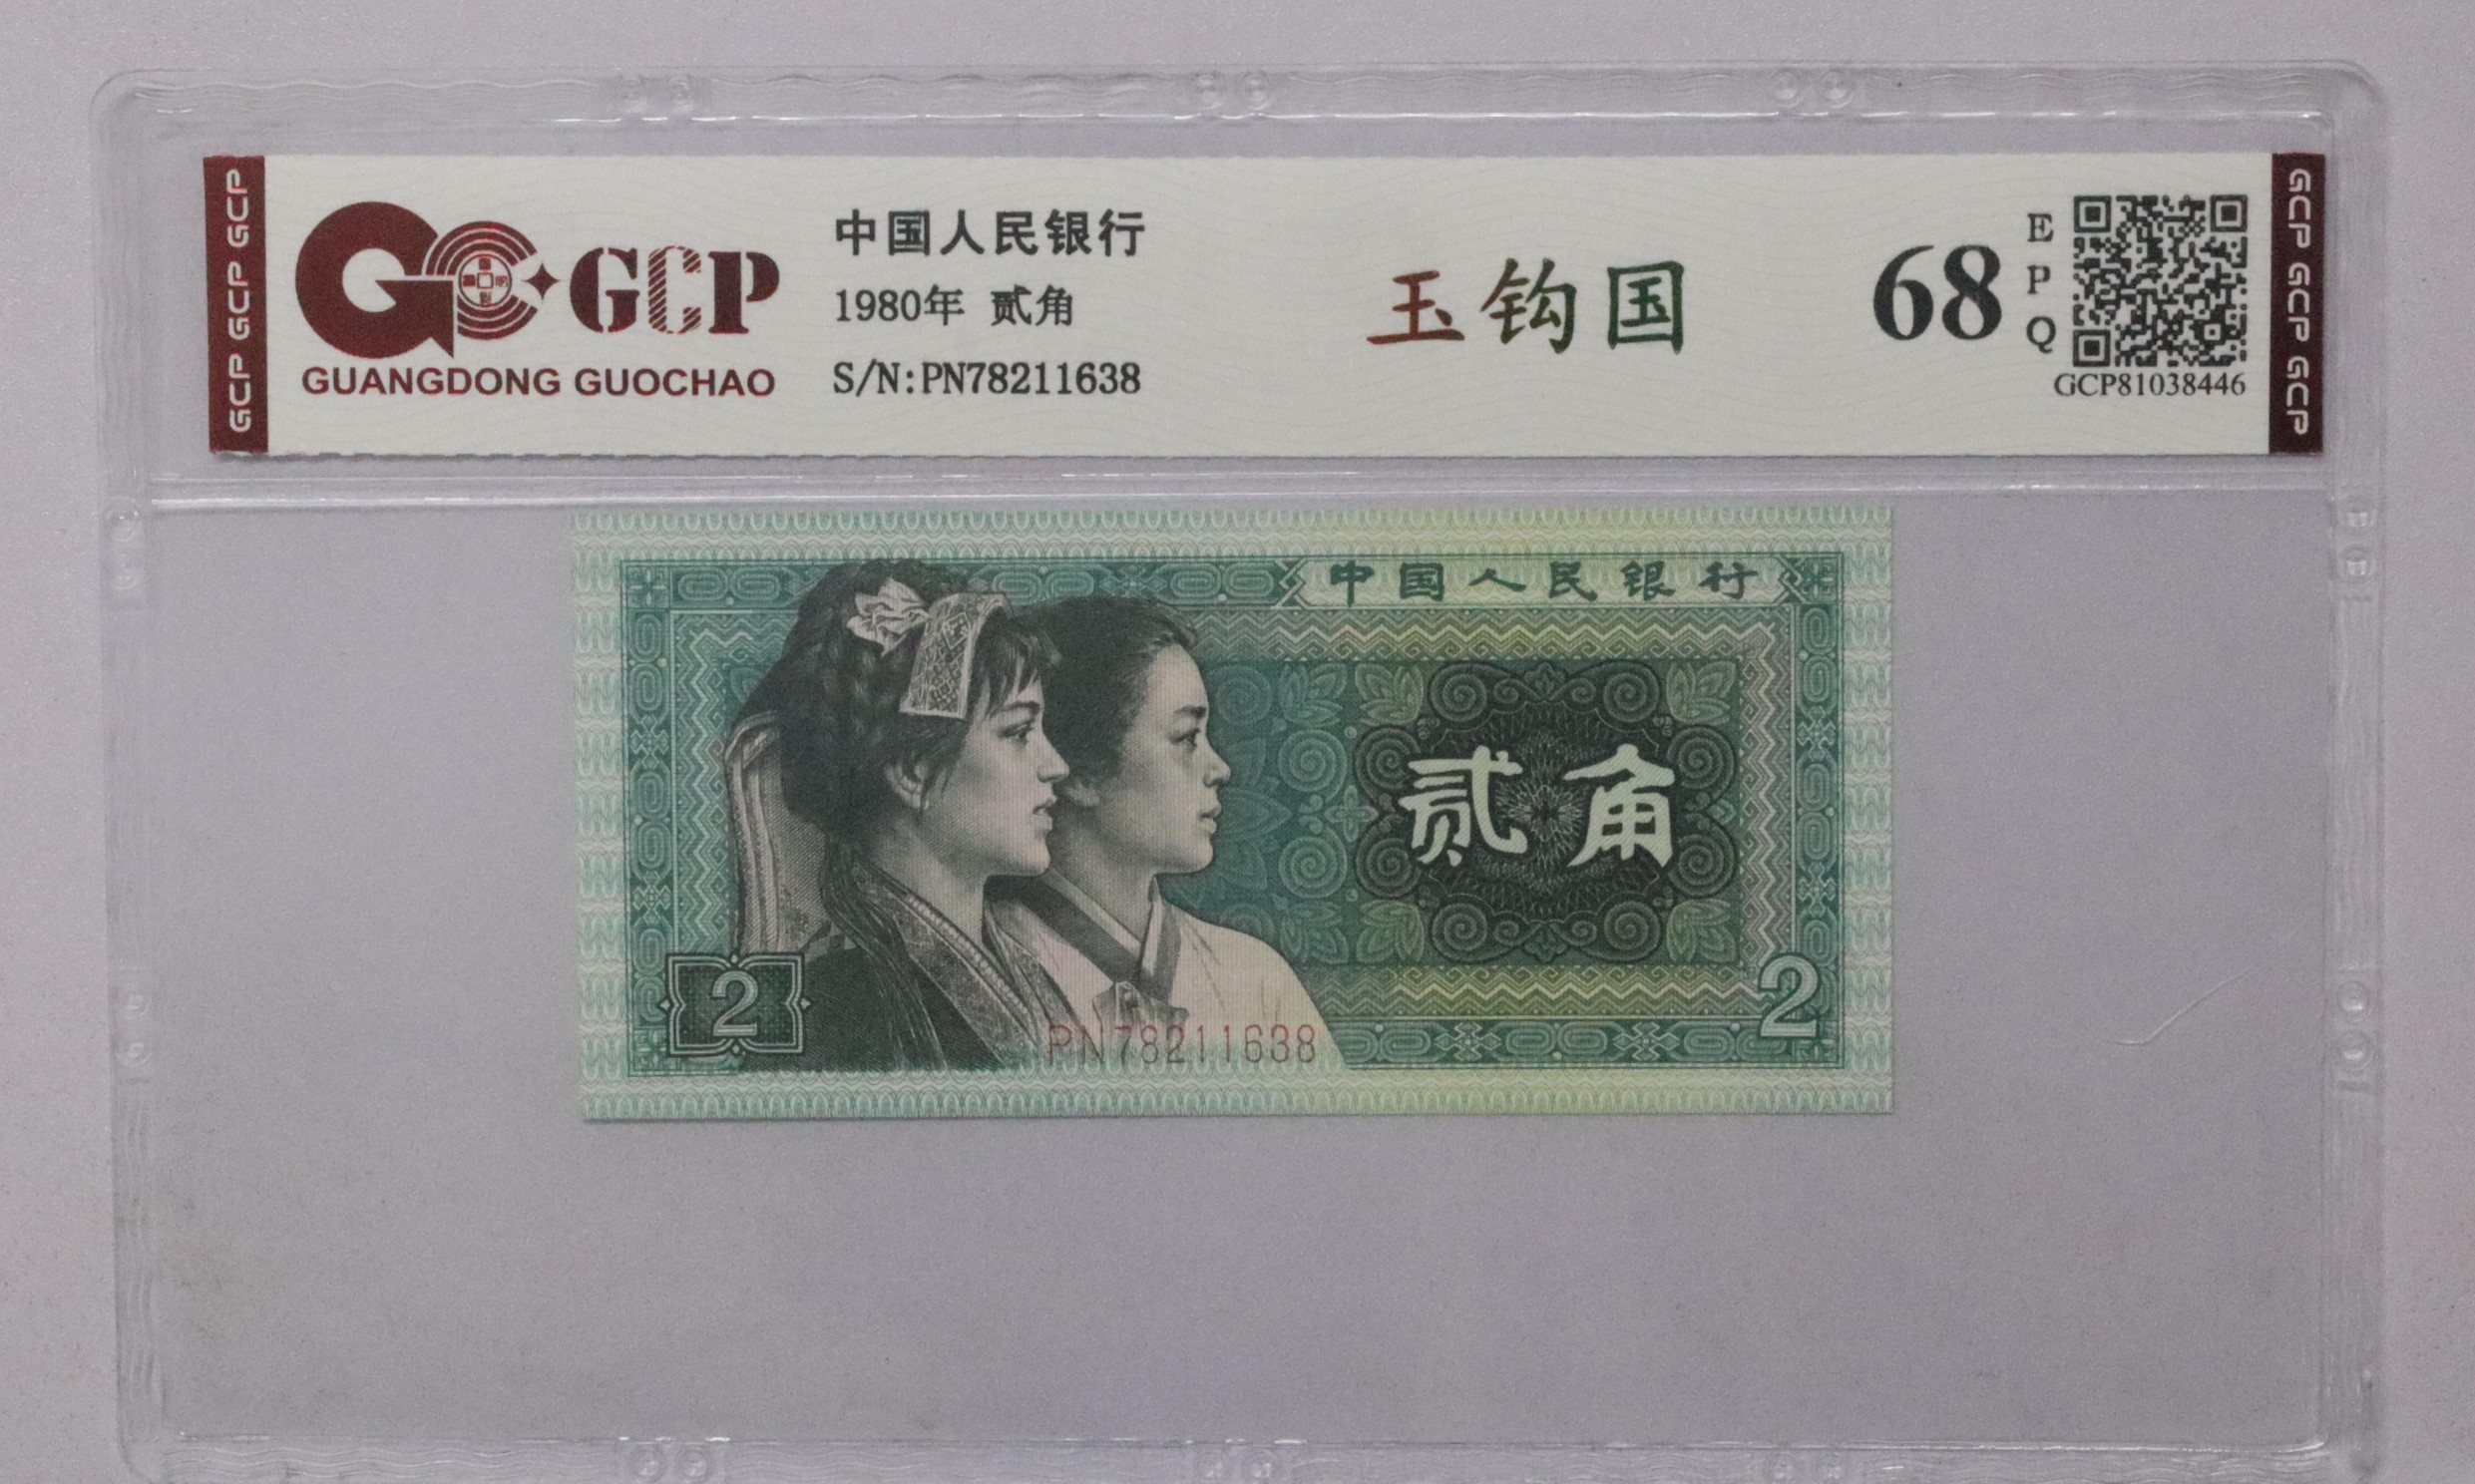 GCP GCP GCP
GCP
GUANGDONG GUOCHAO
中国人民银行
1980年 贰角
S/N:PN78211638
玉钩国
68
EPQ
GCP81038446
GCP GCP GCP
中国人民银行
贰角
2
PN78211638
2